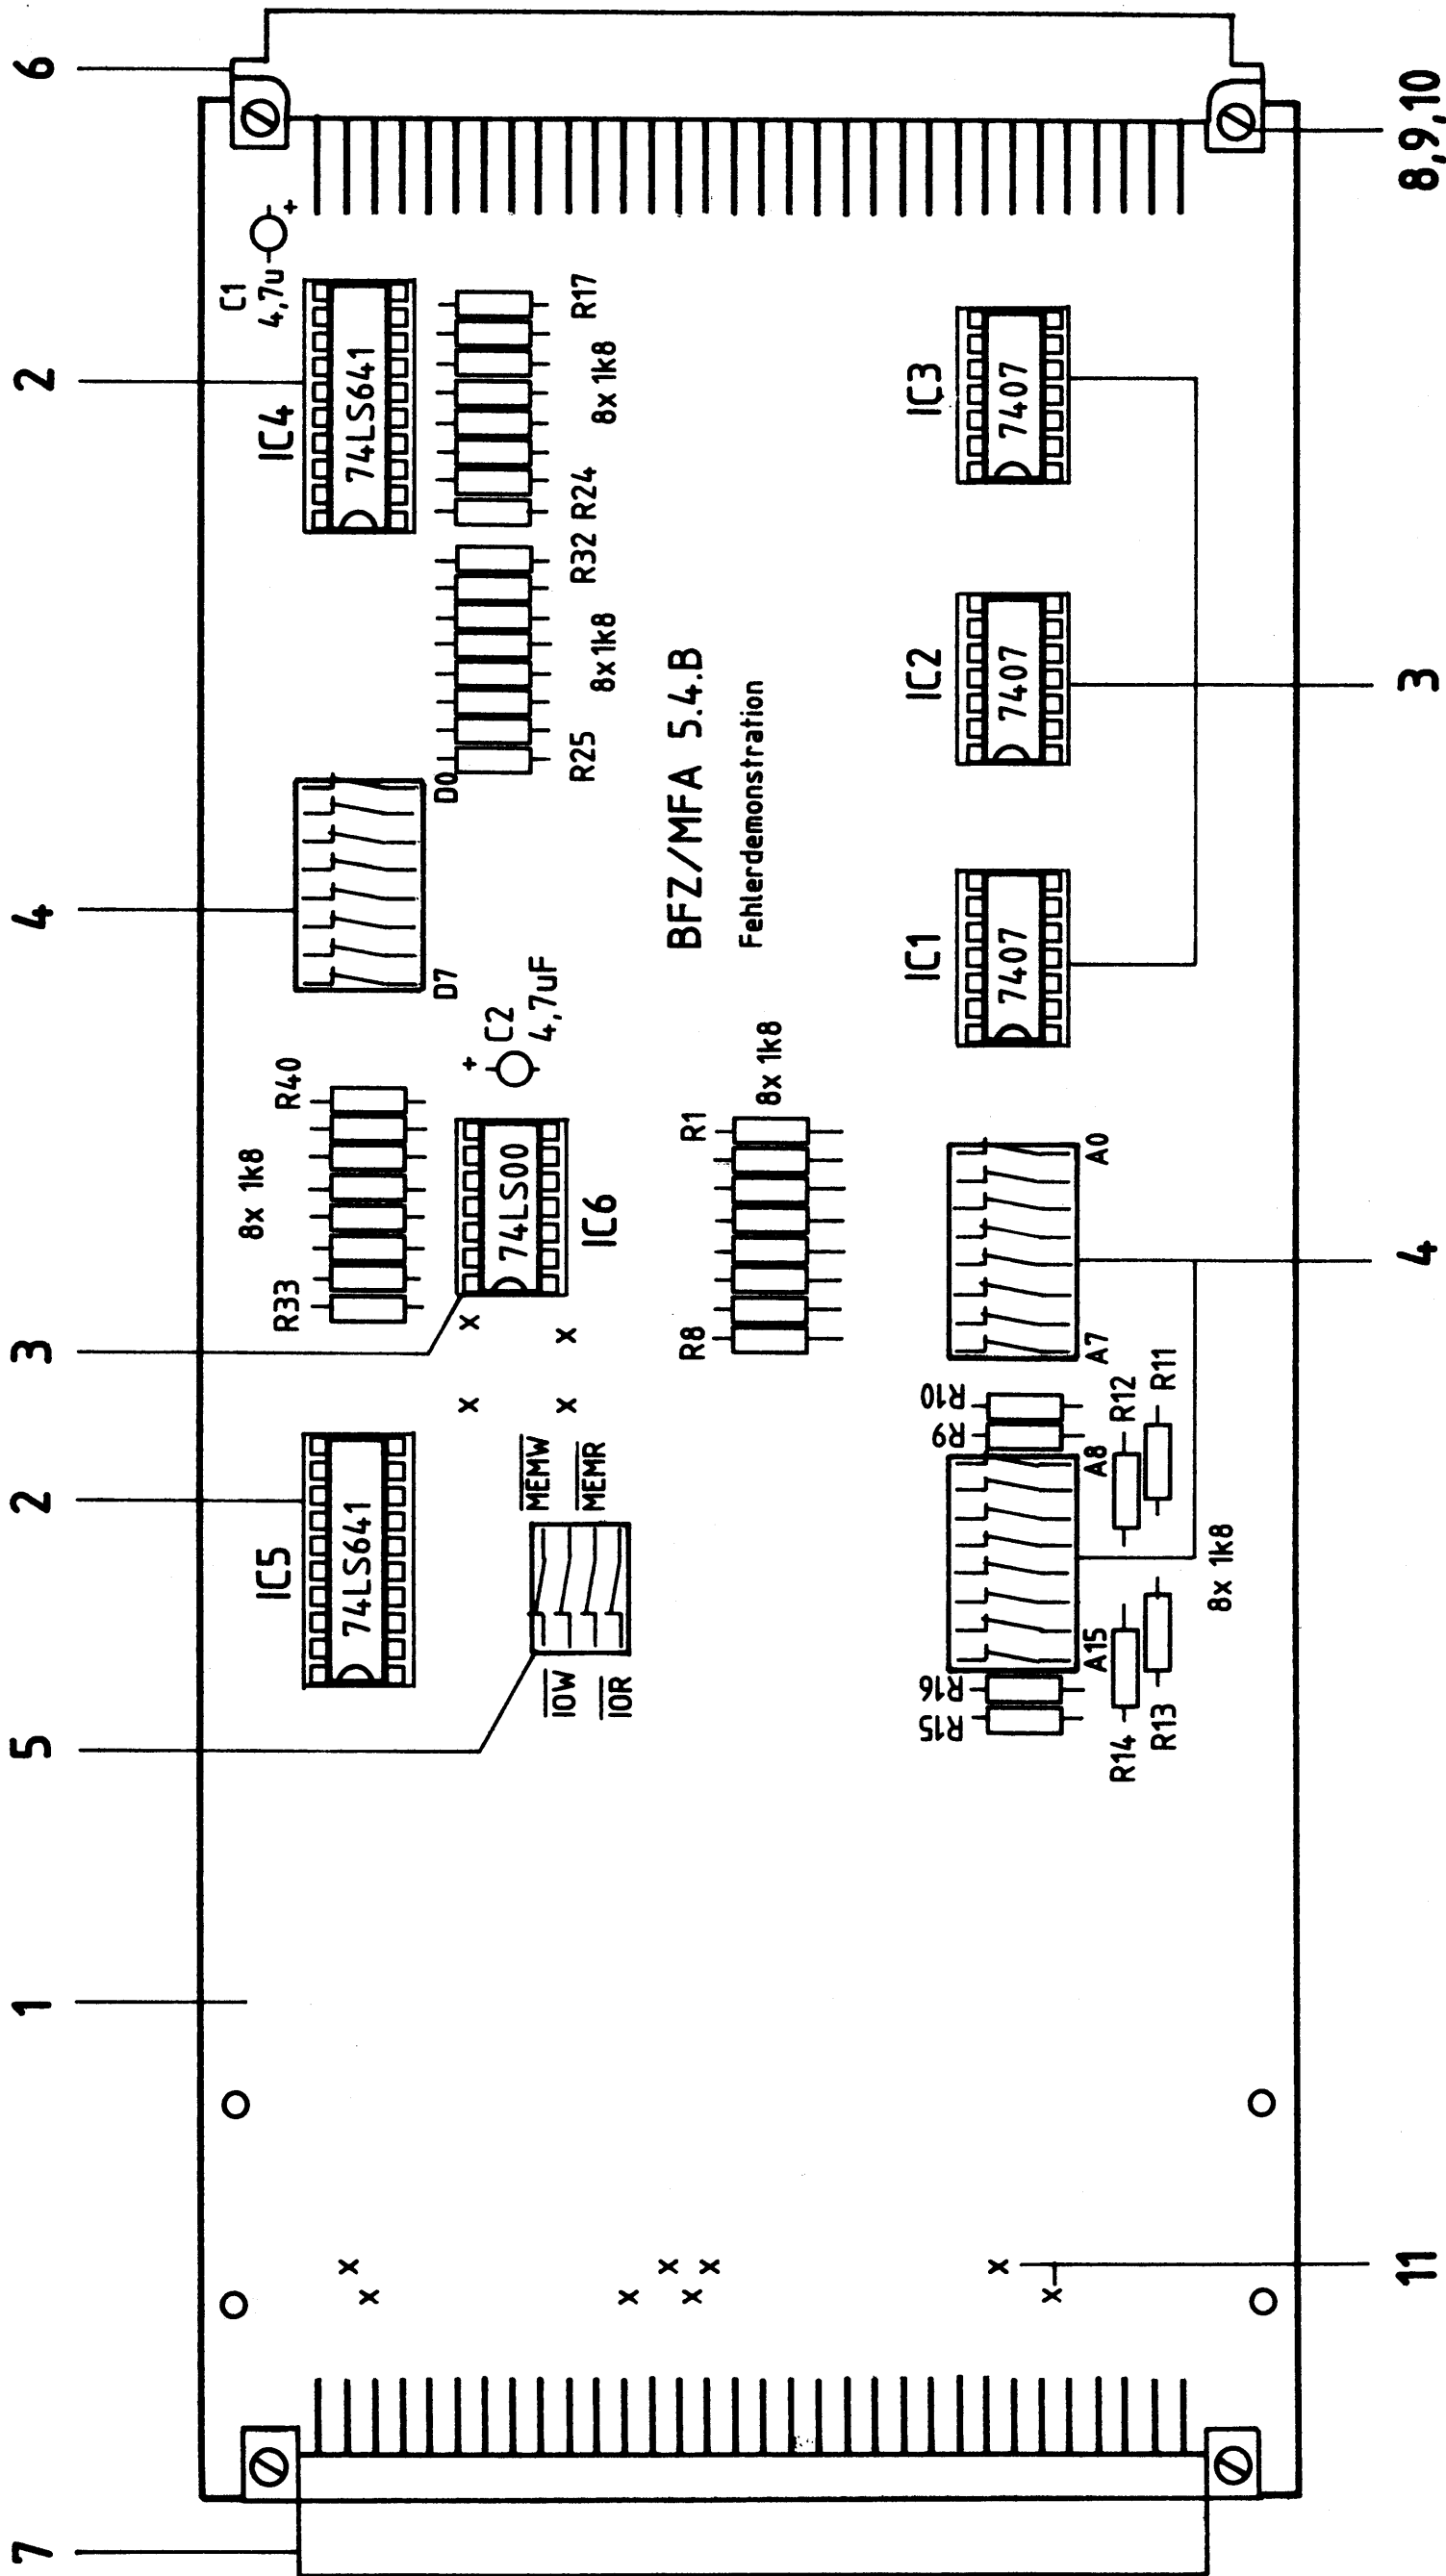 7
1
5
2
3
4
2
6
IC5
74LS641
R33
8x 1k8
R40
D7
D0
IC4
74LS641
C1
4,7u
+
IOW
IOR
MEMW
MEMR
x
x
x
x
74LS00
IC6
+
C2
4,7uF
R25
8x1k8
R32
R24
8x 1k8
R17
R8
R1
8x 1k8
BFZ/MFA 5.4.B
Fehlerdemonstration
x
x
x
x
x
x
x
x
R15
R16
R9
R10
A15
A8
A7
A0
R14
R13
R12
R11
8x 1k8
IC1
7407
IC2
7407
IC3
7407
11
4
3
8,9,10